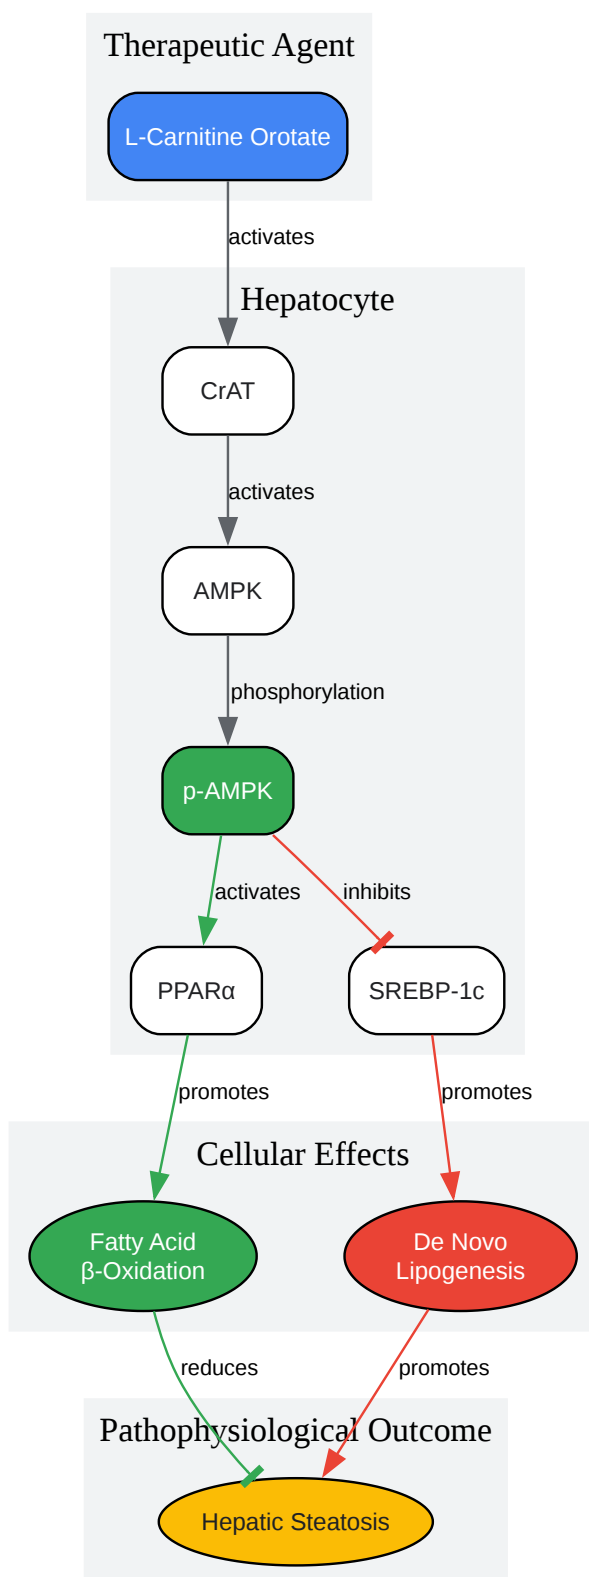 Therapeutic Agent
L-Carnitine Orotate
activates
Hepatocyte
CrAT
activates
AMPK
phosphorylation
p-AMPK
activates
inhibits
PPARα
SREBP-1c
promotes
promotes
Cellular Effects
Fatty Acid
β-Oxidation
De Novo
Lipogenesis
reduces
promotes
Pathophysiological Outcome
Hepatic Steatosis